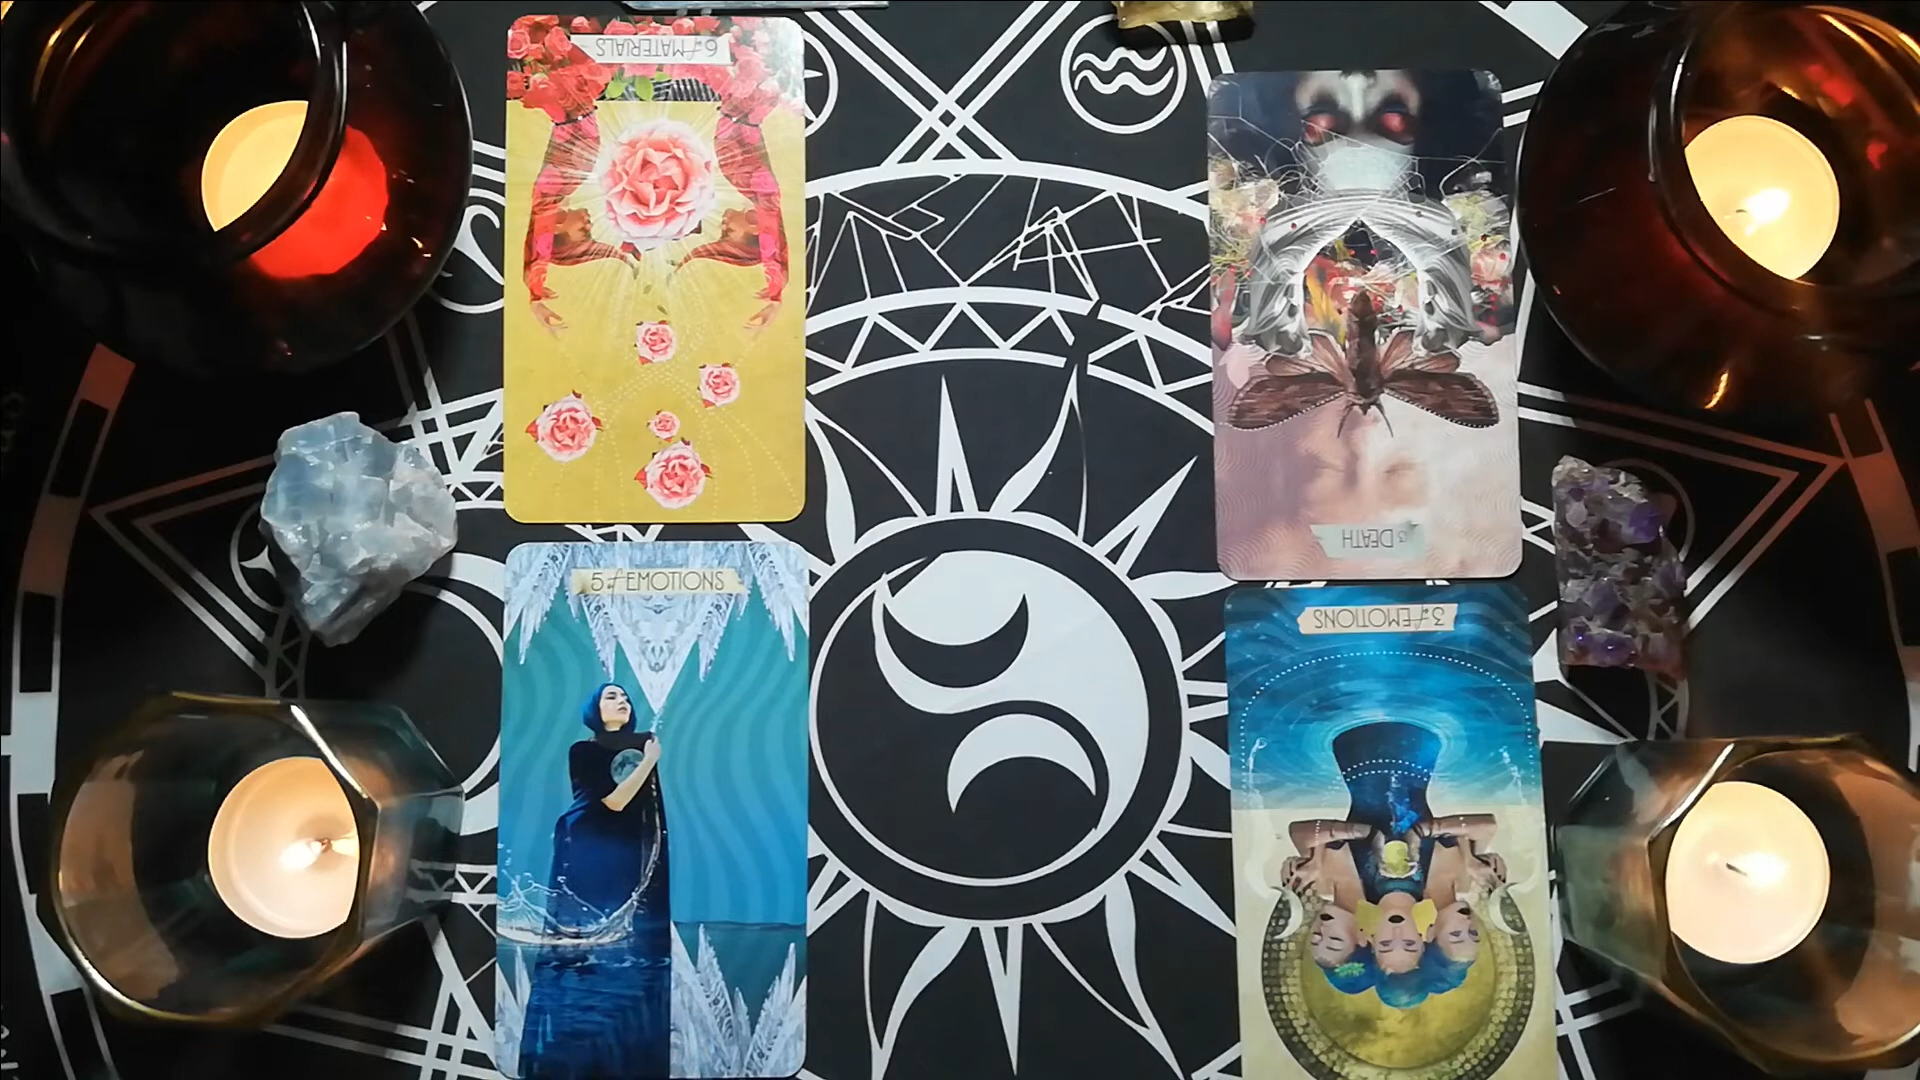 6 of MATERIALS
13 DEATH
5 of EMOTIONS
3 of EMOTIONS